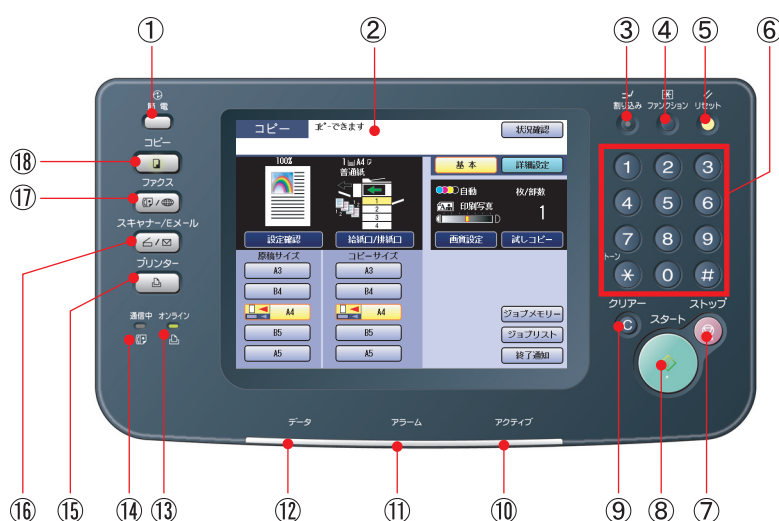 ① ② ③ ④ ⑤ ⑥
節電
割り込み ファンクション リセット
コピー
コピーできます
状況確認
100%
1 A4
普通紙
基本
詳細設定
自動
枚/部数
印刷写真
1
1
2
3
4
設定確認
給紙口/排紙口
画質設定
試しコピー
原稿サイズ
コピーサイズ
A3
A3
B4
B4
A4
A4
B5
B5
A5
A5
ジョブメモリー
ジョブリスト
終了通知
コピー
⑱
ファクス
⑰
スキャナー/Eメール
プリンター
通信中 オンライン
1 2 3
4 5 6
7 8 9
トーン
* 0 #
クリアー
ストップ
C
スタート
データ
アラーム
アクティブ
⑯ ⑮ ⑭ ⑬ ⑫ ⑪ ⑩ ⑨ ⑧ ⑦